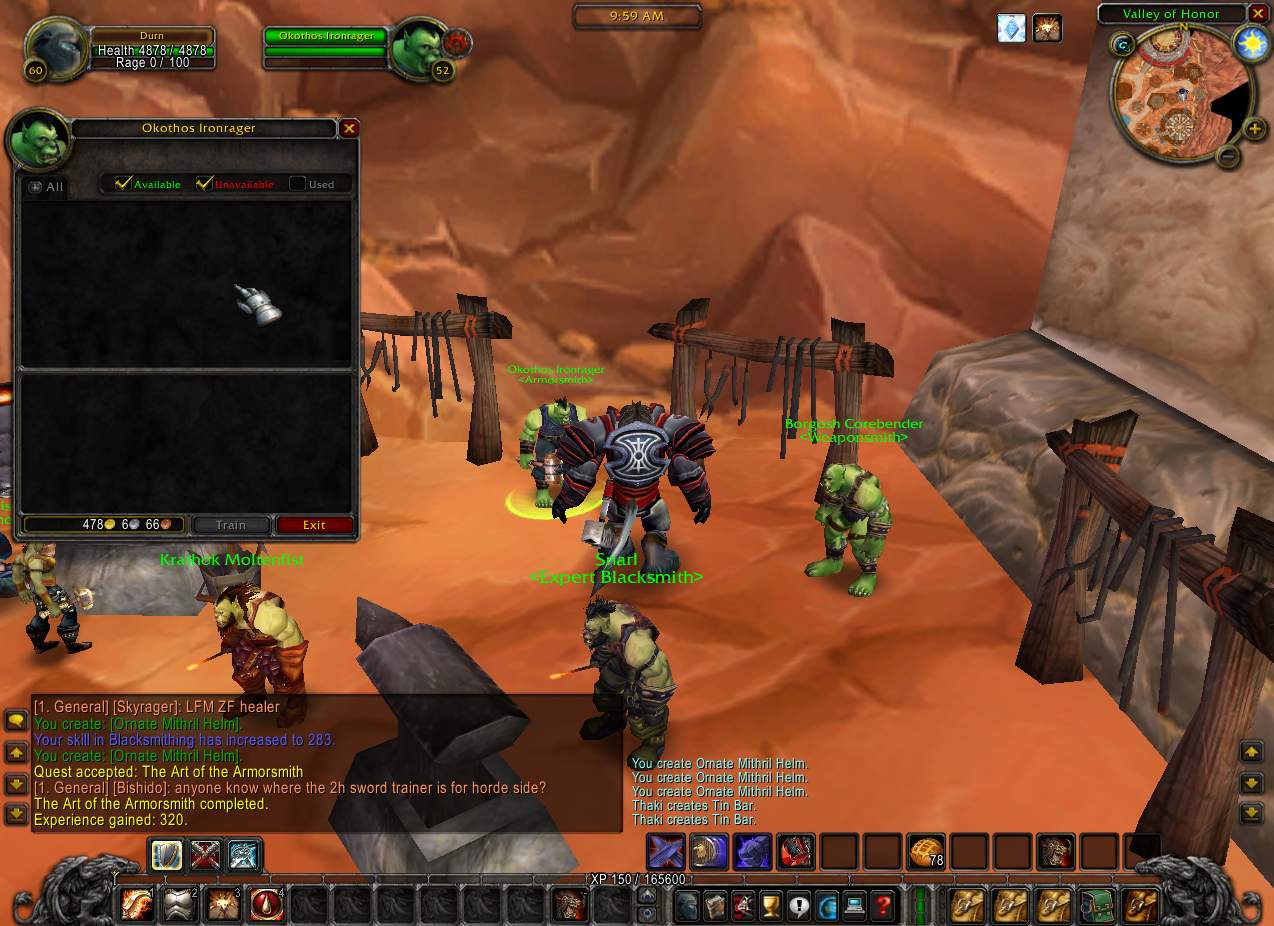 9:59 AM
Valley of Honor
N
Durn
Health 4878 / 4878
Rage 0 / 100
60
Okothos Ironrager
52
Okothos Ironrager
All
Available
Unavailable
Used
478 6 66
Train
Exit
Okothos Ironrager
<Armorsmith>
Borgosh Corebender
<Weaponsmith>
Krathok Moltenfist
Snarl
<Expert Blacksmith>
[1. General] [Skyrager]: LFM ZF healer
You create: [Ornate Mithril Helm].
Your skill in Blacksmithing has increased to 283.
You create: [Ornate Mithril Helm].
Quest accepted: The Art of the Armorsmith
[1. General] [Bishido]: anyone know where the 2h sword trainer is for horde side?
The Art of the Armorsmith completed.
Experience gained: 320.
You create Ornate Mithril Helm.
You create Ornate Mithril Helm.
You create Ornate Mithril Helm.
Thaki creates Tin Bar.
Thaki creates Tin Bar.
78
XP 150 / 165600
1
2
3
4